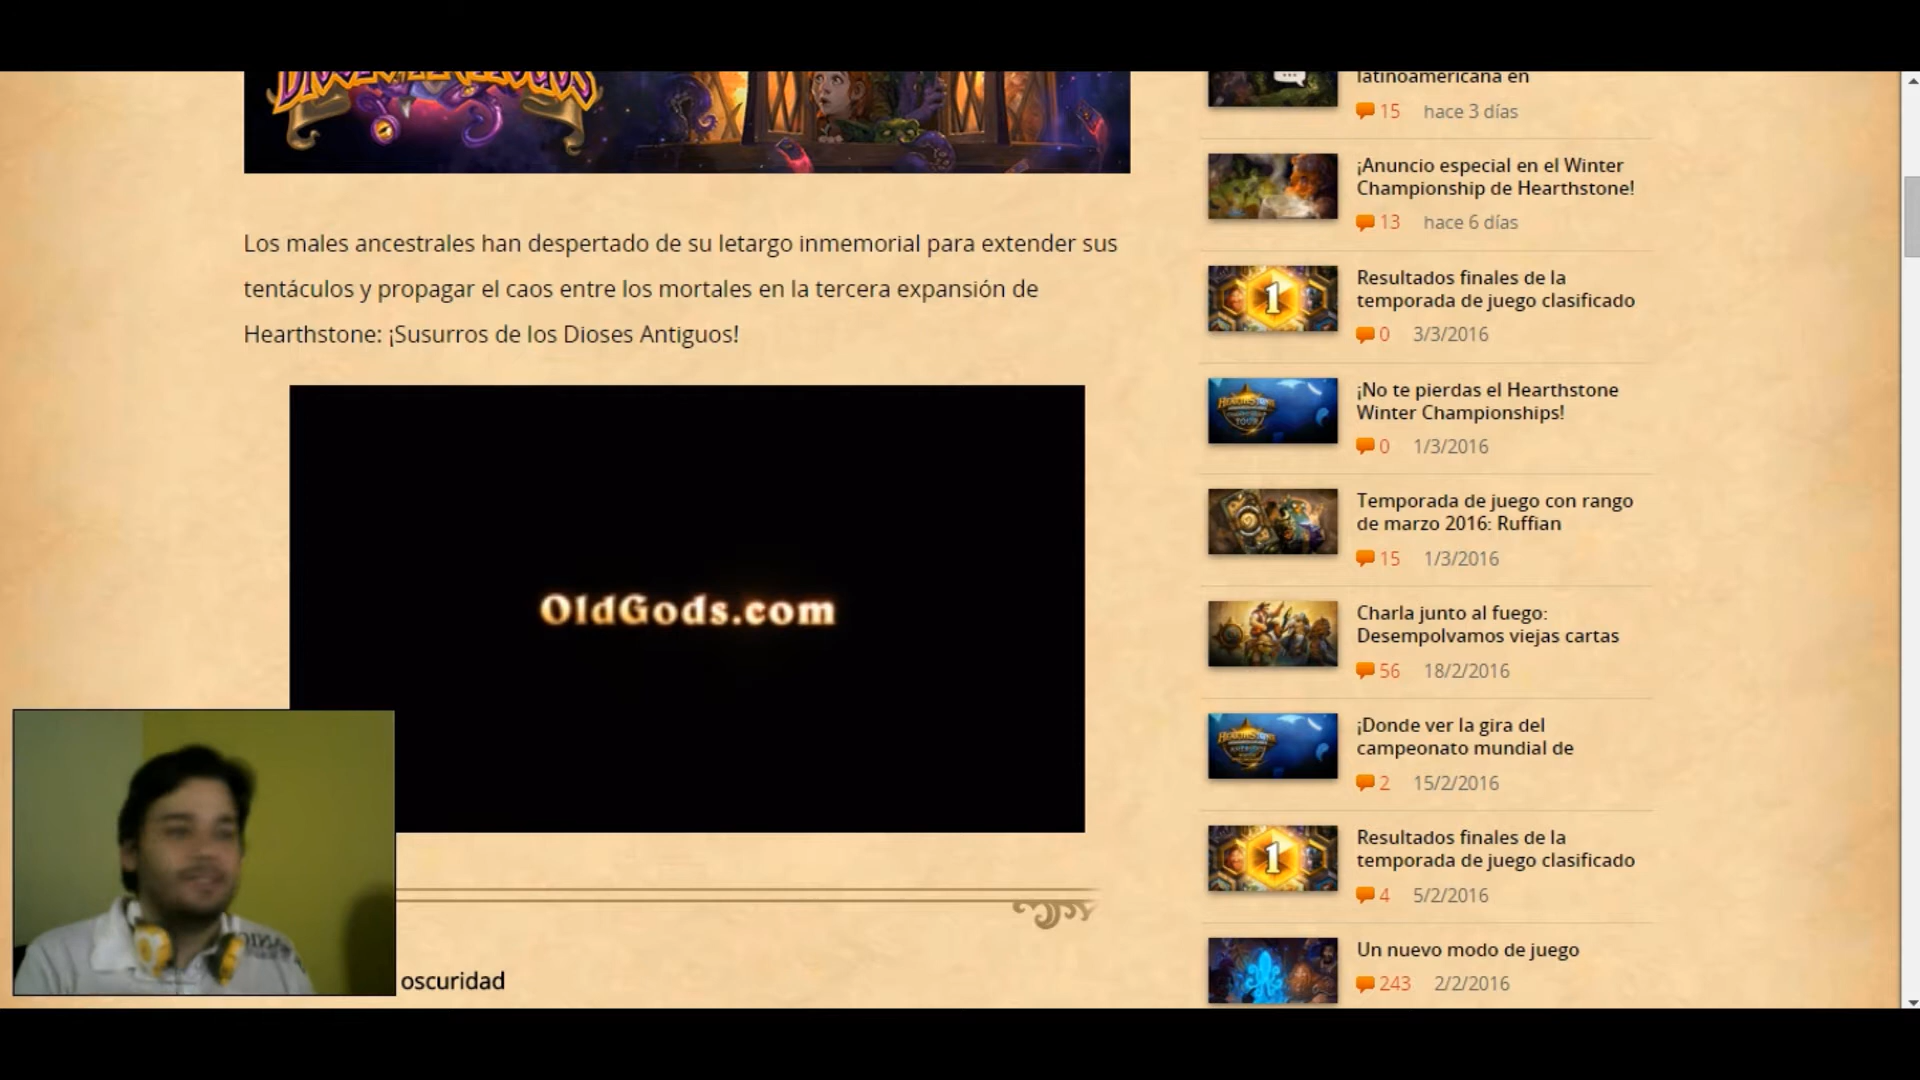 latinoamericana en
15 hace 3 días
¡Anuncio especial en el Winter
Championship de Hearthstone!
13 hace 6 días
Los males ancestrales han despertado de su letargo inmemorial para extender sus
tentáculos y propagar el caos entre los mortales en la tercera expansión de
Hearthstone: ¡Susurros de los Dioses Antiguos!
OldGods.com
oscuridad
Resultados finales de la
temporada de juego clasificado
0 3/3/2016
¡No te pierdas el Hearthstone
Winter Championships!
0 1/3/2016
Temporada de juego con rango
de marzo 2016: Ruffian
15 1/3/2016
Charla junto al fuego:
Desempolvamos viejas cartas
56 18/2/2016
¡Donde ver la gira del
campeonato mundial de
2 15/2/2016
1
Resultados finales de la
temporada de juego clasificado
4 5/2/2016
1
Un nuevo modo de juego
243 2/2/2016